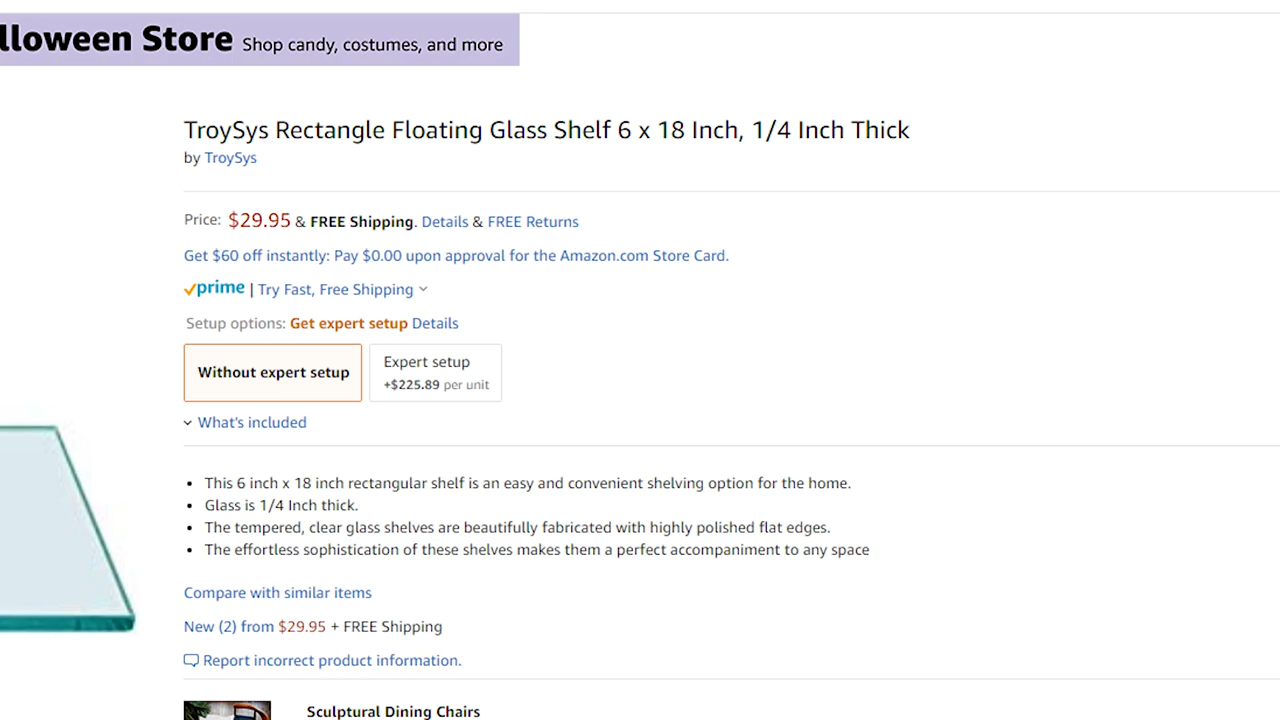 lloween Store Shop candy, costumes, and more
TroySys Rectangle Floating Glass Shelf 6 x 18 Inch, 1/4 Inch Thick
by TroySys
Price: $29.95 & FREE Shipping. Details & FREE Returns
Get $60 off instantly: Pay $0.00 upon approval for the Amazon.com Store Card.
prime | Try Fast, Free Shipping
Setup options: Get expert setup Details
Without expert setup
Expert setup
+$225.89 per unit
What's included
This 6 inch x 18 inch rectangular shelf is an easy and convenient shelving option for the home.
Glass is 1/4 Inch thick.
The tempered, clear glass shelves are beautifully fabricated with highly polished flat edges.
The effortless sophistication of these shelves makes them a perfect accompaniment to any space
Compare with similar items
New (2) from $29.95 + FREE Shipping
Report incorrect product information.
Sculptural Dining Chairs